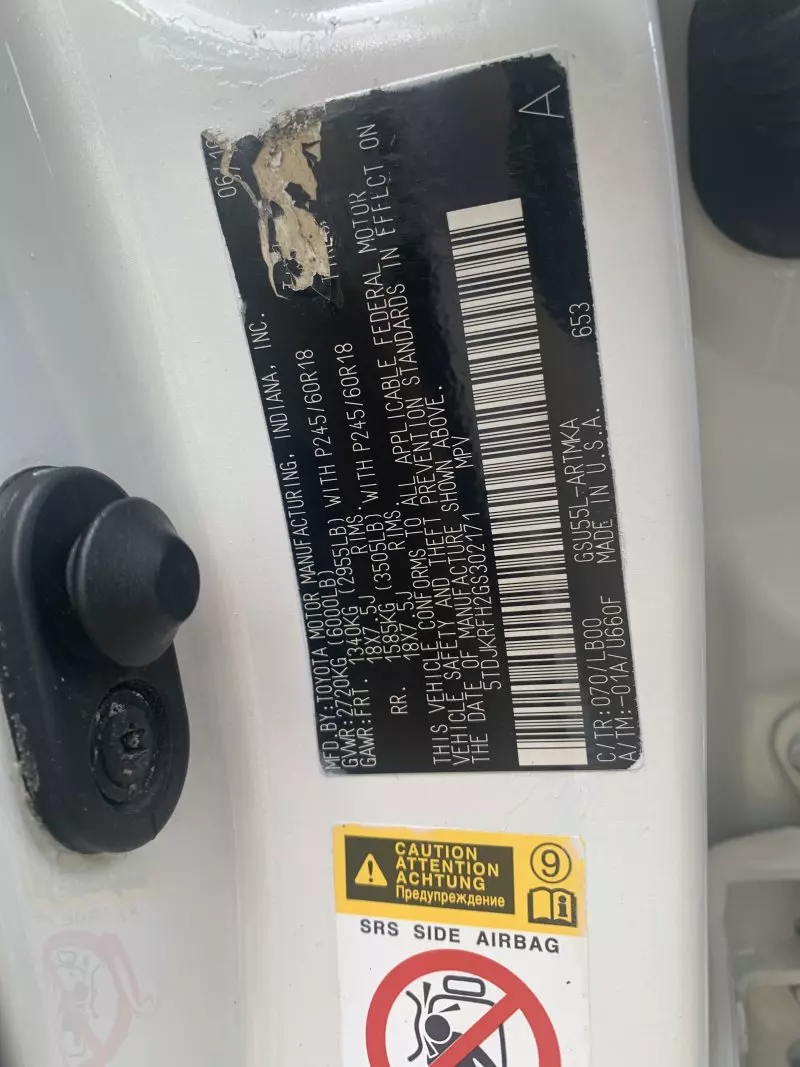 MFD.BY:TOYOTA MOTOR MANUFACTURING, INDIANA, INC. 06/16
GVWR:2720KG (6000LB)
GAWR:FRT. 1340KG (2955LB) WITH P245/60R18
18X7.5J RIMS.
RR. 1585KG (3505LB) WITH P245/60R18
18X7.5J RIMS.
THIS VEHICLE CONFORMS TO ALL APPLICABLE FEDERAL MOTOR
VEHICLE SAFETY AND THEFT PREVENTION STANDARDS IN EFFECT ON
THE DATE OF MANUFACTURE SHOWN ABOVE.
5TDJKRFH2GS302171 MPV
A
C/TR:070/LB00 GSU55L-ARTMKA 653
A/TM:-01A/U660F MADE IN U.S.A.
CAUTION
ATTENTION
ACHTUNG
Предупреждение
9
SRS SIDE AIRBAG